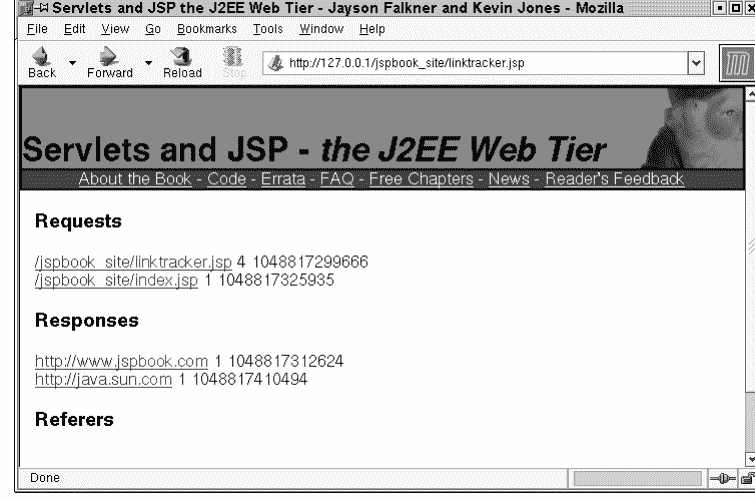 Servlets and JSP the J2EE Web Tier - Jayson Falkner and Kevin Jones - Mozilla
File Edit View Go Bookmarks Tools Window Help
Back Forward Reload Stop http://127.0.0.1/jspbook_site/linktracker.jsp
Servlets and JSP - the J2EE Web Tier
About the Book - Code - Errata - FAQ - Free Chapters - News - Reader's Feedback
Requests
/jspbook_site/linktracker.jsp 4 1048817299666
/jspbook_site/index.jsp 1 1048817325935
Responses
http://www.jspbook.com 1 1048817312624
http://java.sun.com 1 1048817410494
Referers
Done